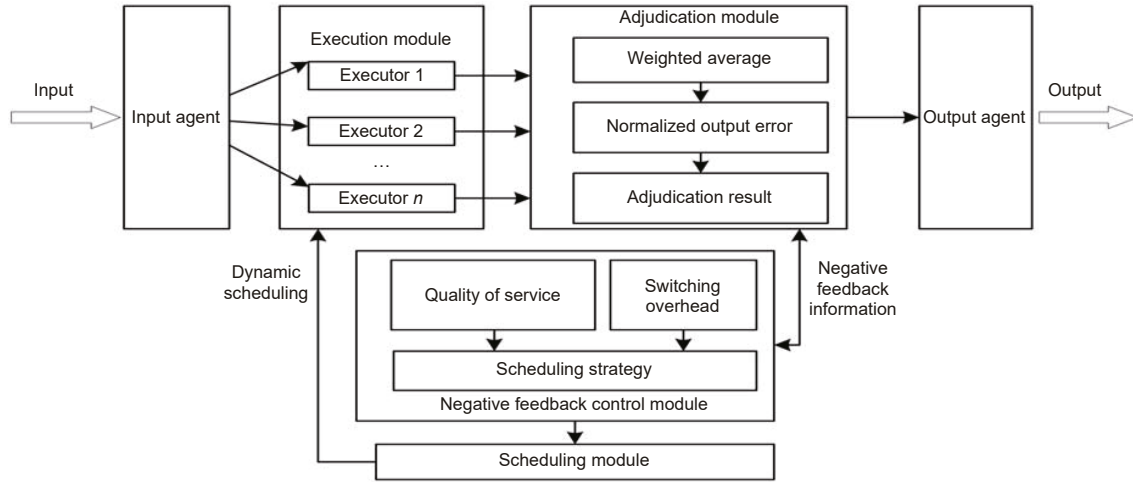 Input
Input agent
Execution module
Executor 1
Executor 2
…
Executor n
Adjudication module
Weighted average
Normalized output error
Adjudication result
Output agent
Output
Dynamic
scheduling
Quality of service
Switching
overhead
Scheduling strategy
Negative feedback control module
Negative
feedback
information
Scheduling module